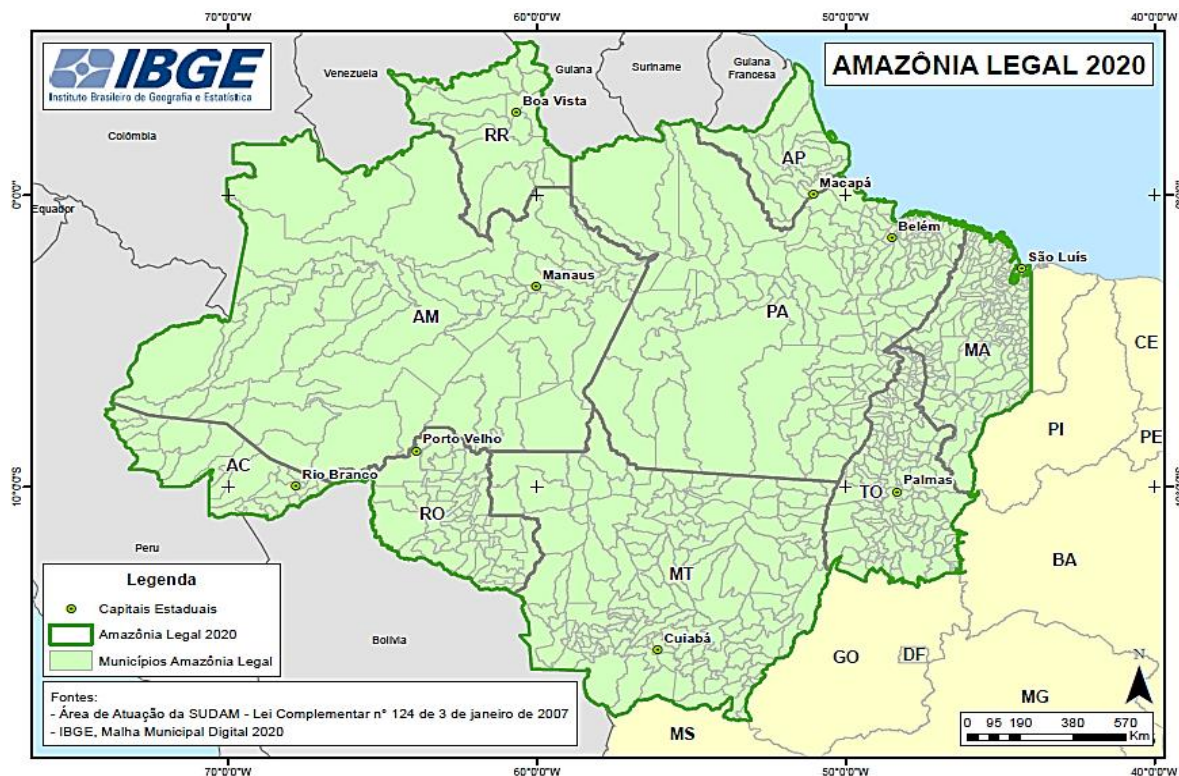 70°0'0"W 60°0'0"W 50°0'0"W 40°0'0"W
IBGE
Instituto Brasileiro de Geografia e Estatística
AMAZÔNIA LEGAL 2020
Venezuela
Guiana
Suriname
Guiana
Francesa
Colômbia
Boa Vista
RR
AP
Macapá
0°0'0"
Equador
Belém
São Luís
Manaus
AM
PA
MA
CE
PI
PE
Porto Velho
AC
Rio Branco
10°0'0"S
RO
TO
Palmas
Peru
MT
BA
Legenda
Capitais Estaduais
Amazônia Legal 2020
Municípios Amazônia Legal
Bolívia
Cuiabá
GO
DF
MG
MS
N
Fontes:
- Área de Atuação da SUDAM - Lei Complementar n° 124 de 3 de janeiro de 2007
- IBGE, Malha Municipal Digital 2020
0 95 190 380 570
Km
70°0'0"W 60°0'0"W 50°0'0"W 40°0'0"W